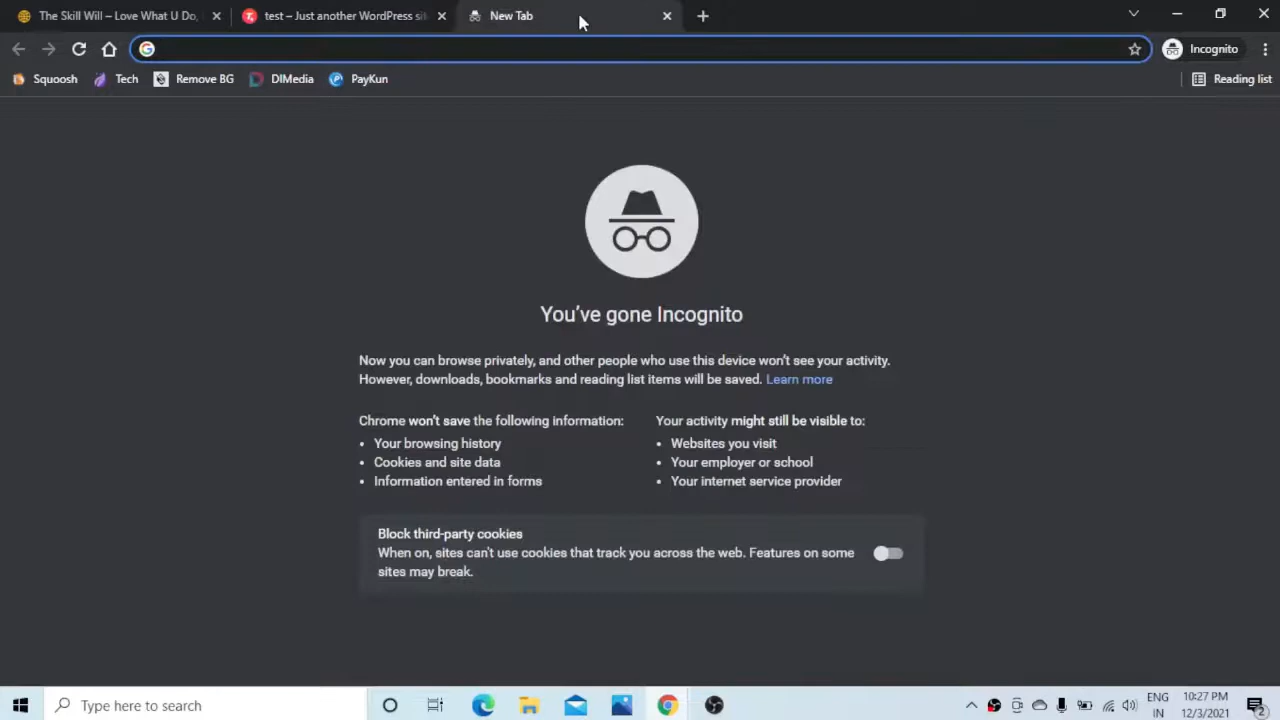 The Skill Will – Love What U Do,
test – Just another WordPress sit
New Tab
Incognito
Squoosh
Tech
Remove BG
DIMedia
PayKun
Reading list
You've gone Incognito
Now you can browse privately, and other people who use this device won't see your activity.
However, downloads, bookmarks and reading list items will be saved. Learn more
Chrome won't save the following information:
Your browsing history
Cookies and site data
Information entered in forms
Your activity might still be visible to:
Websites you visit
Your employer or school
Your internet service provider
Block third-party cookies
When on, sites can't use cookies that track you across the web. Features on some
sites may break.
Type here to search
ENG
IN
10:27 PM
12/3/2021
2